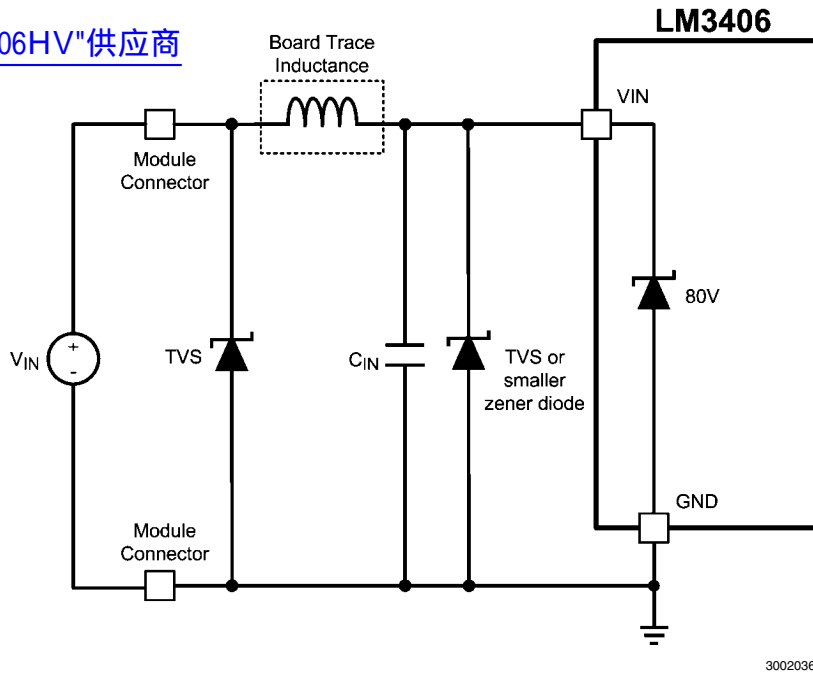 LM3406
06HV"供应商
Board Trace
Inductance
VIN
Module
Connector
80V
+
-
VIN
TVS
CIN
TVS or
smaller
zener diode
GND
Module
Connector
3002036